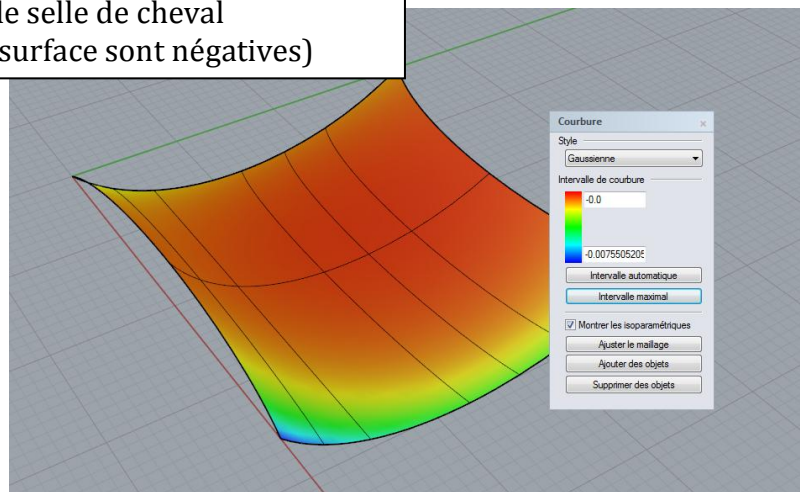 le selle de cheval
surface sont négatives)
Courbure
Style
Gaussienne
Intervalle de courbure
-0.0
-0.0075505205
Intervalle automatique
Intervalle maximal
Montrer les isoparamétriques
Ajuster le maillage
Ajouter des objets
Supprimer des objets